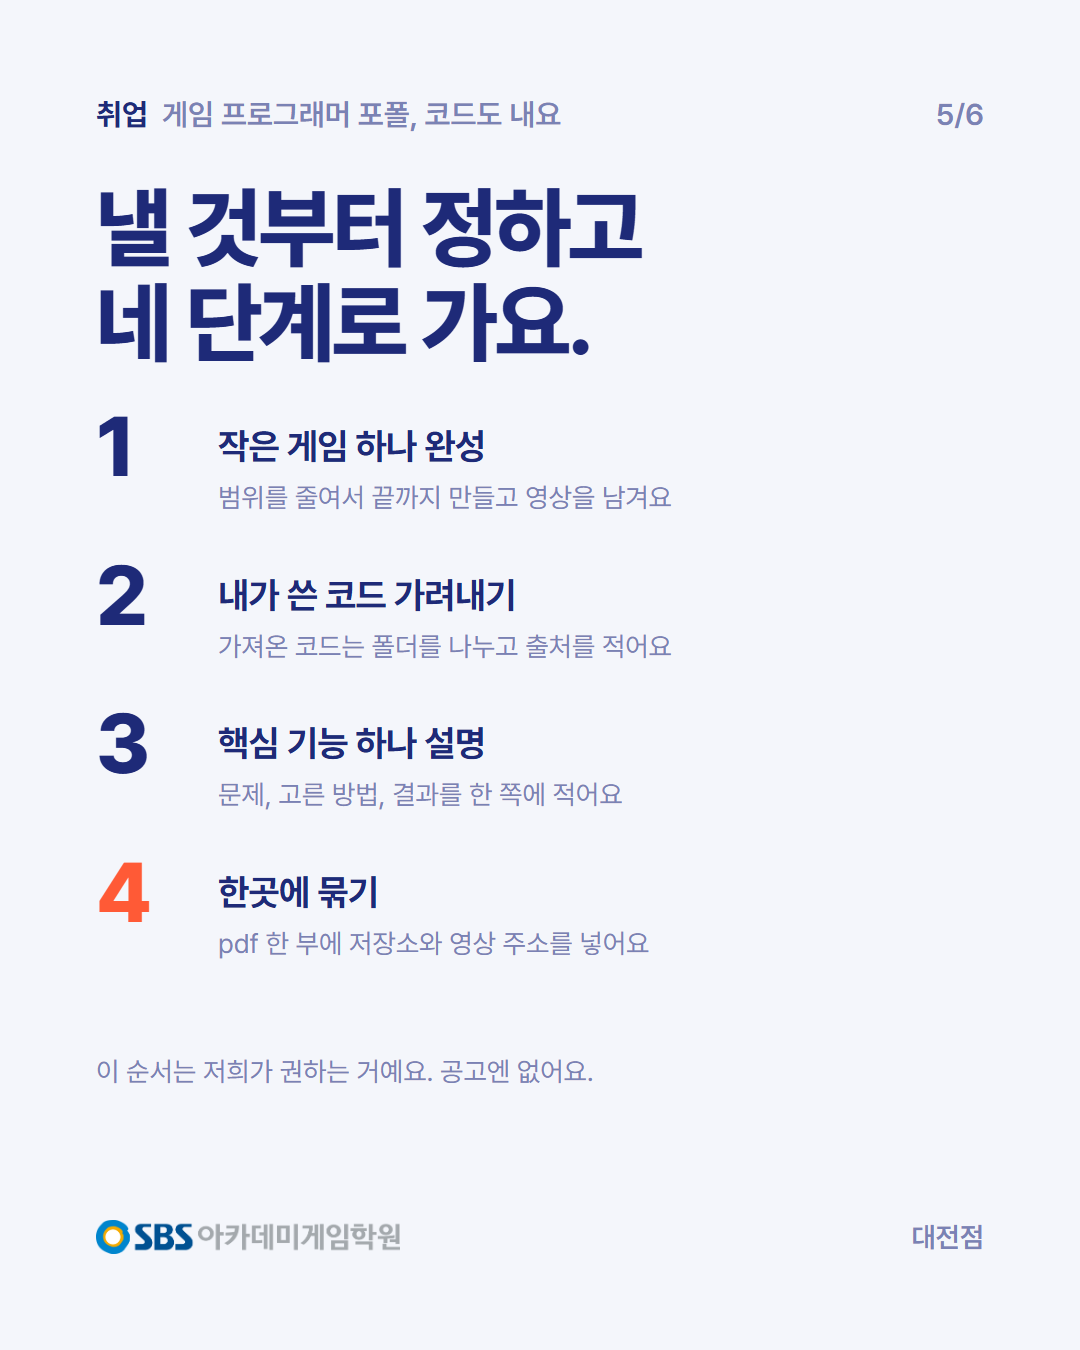 취업 게임 프로그래머 포폴, 코드도 내요
5/6
낼 것부터 정하고
네 단계로 가요.
1
작은 게임 하나 완성
범위를 줄여서 끝까지 만들고 영상을 남겨요
2
내가 쓴 코드 가려내기
가져온 코드는 폴더를 나누고 출처를 적어요
3
핵심 기능 하나 설명
문제, 고른 방법, 결과를 한 쪽에 적어요
4
한곳에 묶기
pdf 한 부에 저장소와 영상 주소를 넣어요
이 순서는 저희가 권하는 거예요. 공고엔 없어요.
SBS 아카데미게임학원
대전점